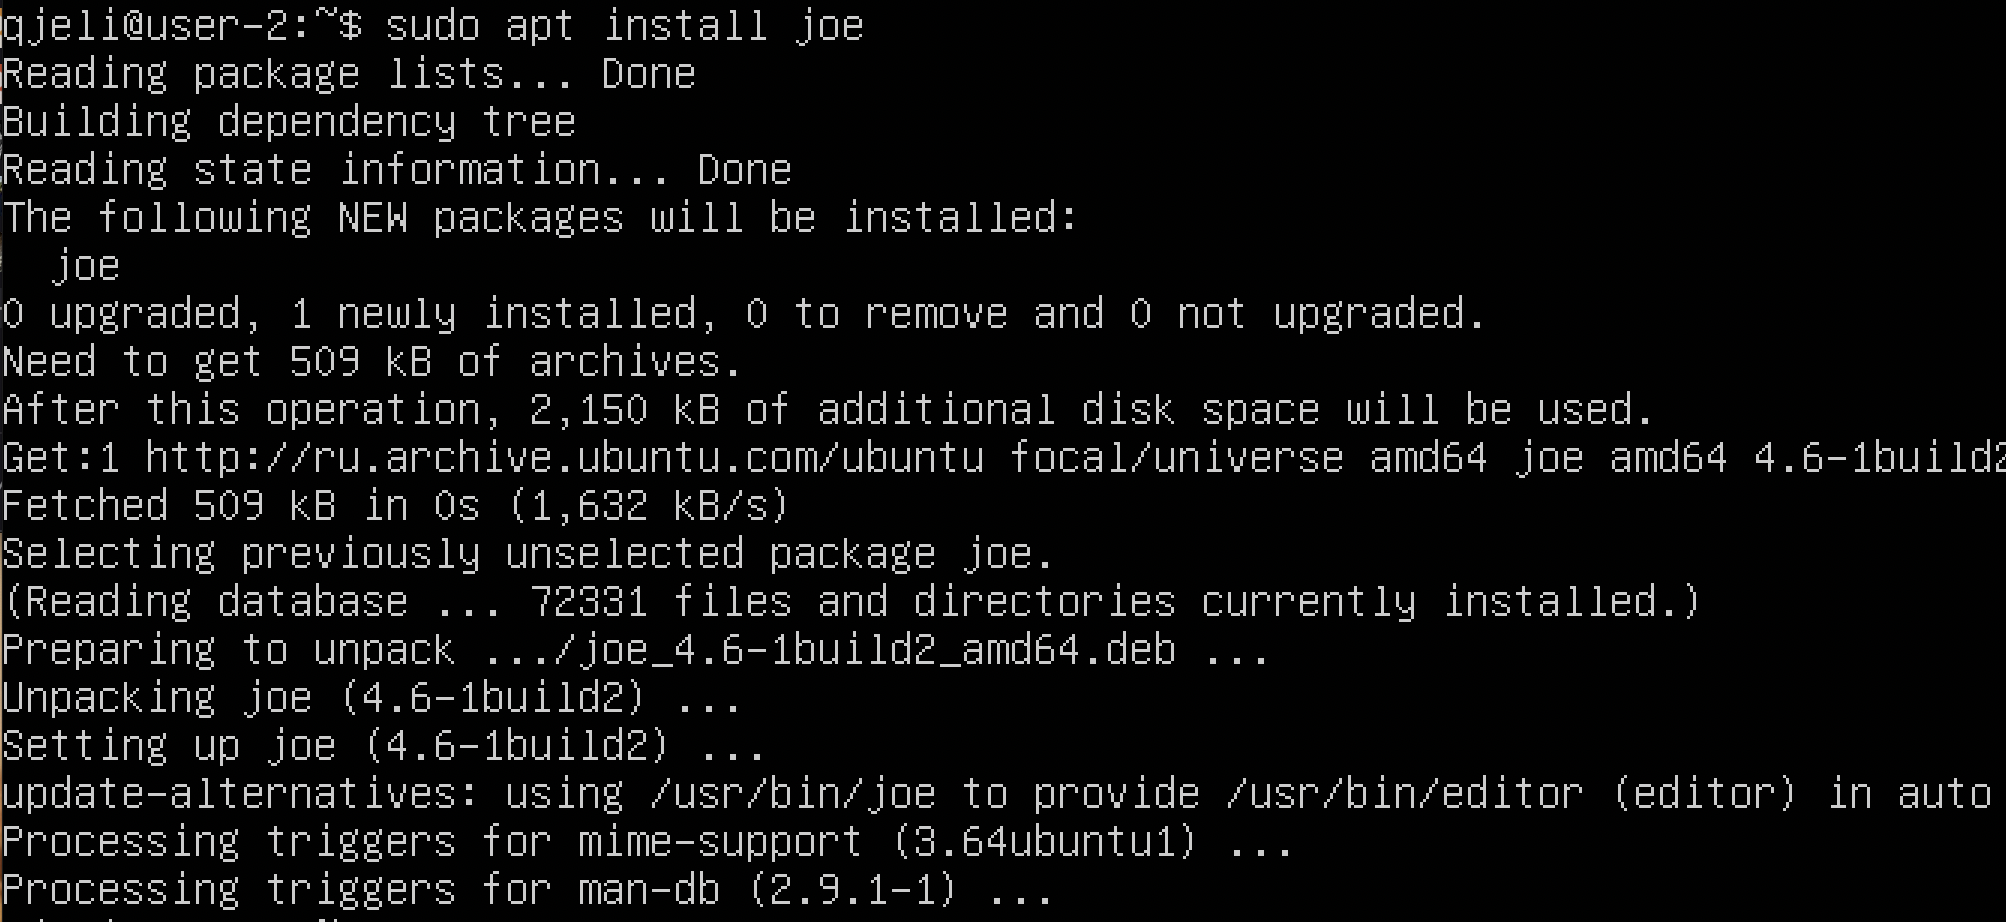 qjeli@user-2:~$ sudo apt install joe
Reading package lists... Done
Building dependency tree
Reading state information... Done
The following NEW packages will be installed:
  joe
0 upgraded, 1 newly installed, 0 to remove and 0 not upgraded.
Need to get 509 kB of archives.
After this operation, 2,150 kB of additional disk space will be used.
Get:1 http://ru.archive.ubuntu.com/ubuntu focal/universe amd64 joe amd64 4.6-1build2
Fetched 509 kB in 0s (1,632 kB/s)
Selecting previously unselected package joe.
(Reading database ... 72331 files and directories currently installed.)
Preparing to unpack .../joe_4.6-1build2_amd64.deb ...
Unpacking joe (4.6-1build2) ...
Setting up joe (4.6-1build2) ...
update-alternatives: using /usr/bin/joe to provide /usr/bin/editor (editor) in auto
Processing triggers for mime-support (3.64ubuntu1) ...
Processing triggers for man-db (2.9.1-1) ...